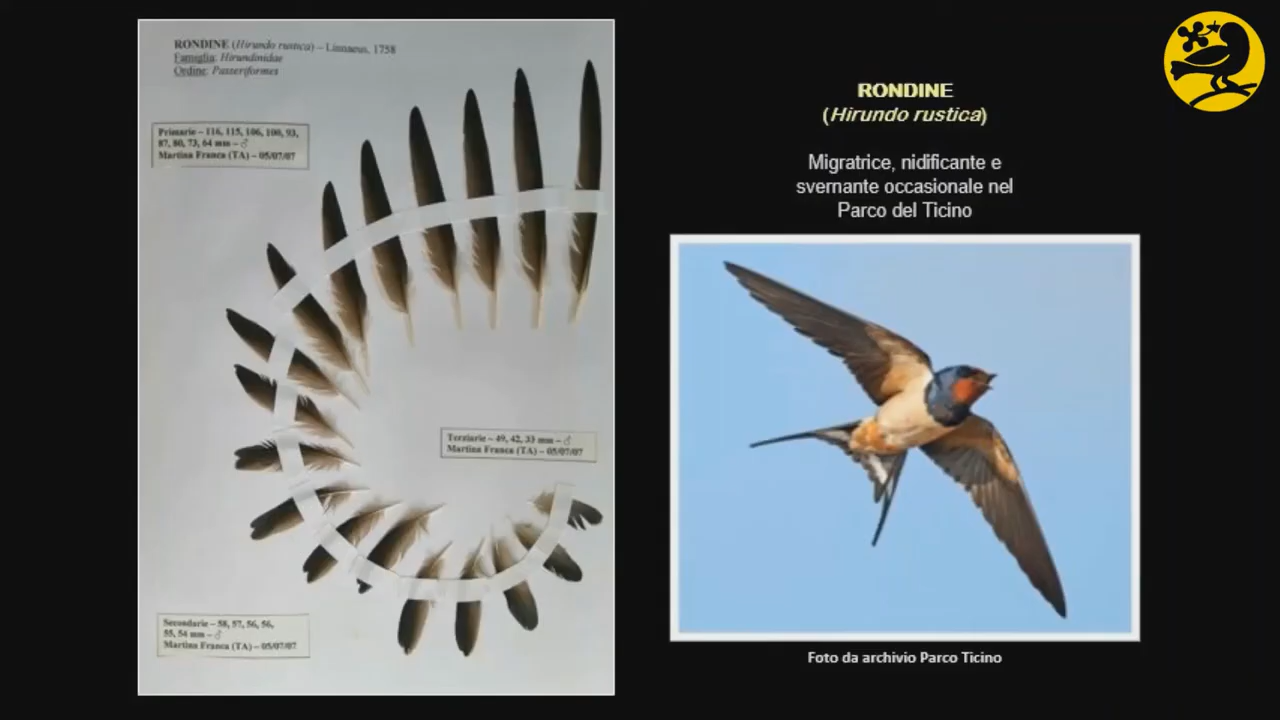 RONDINE (Hirundo rustica) – Linnaeus, 1758
Famiglia: Hirundinidae
Ordine: Passeriformes
Primarie – 116, 115, 106, 100, 93,
87, 80, 73, 64 mm – ♂
Martina Franca (TA) – 05/07/07
Terziarie – 49, 42, 33 mm – ♂
Martina Franca (TA) – 05/07/07
Secondarie – 58, 57, 56, 56,
55, 54 mm – ♂
Martina Franca (TA) – 05/07/07
RONDINE
(Hirundo rustica)
Migratrice, nidificante e
svernante occasionale nel
Parco del Ticino
Foto da archivio Parco Ticino